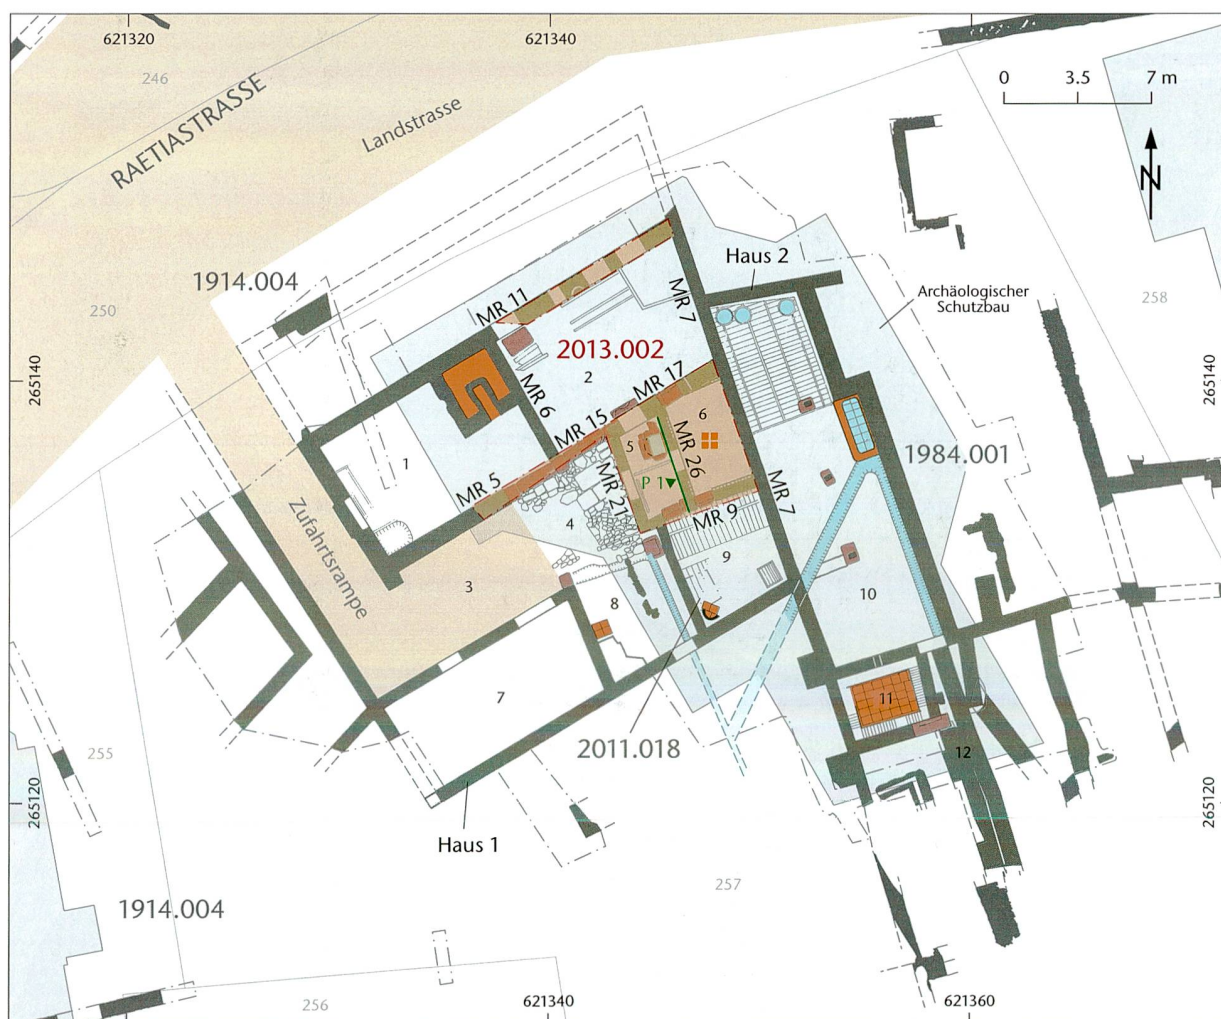 621320
621340
246
RAETIASTRASSE
Landstrasse
0 3.5 7 m
N
1914.004
250
Haus 2
Archäologischer
Schutzbau
258
265140
265140
MR 11
MR 7
2013.002
2
MR 6
MR 17
MR 15
6
5
MR 26
1
MR 5
P 1
MR 21
MR 9
MR 7
1984.001
4
Zufahrtsrampe
3
9
8
10
7
11
2011.018
12
255
265120
265120
Haus 1
257
1914.004
256
621340
621360